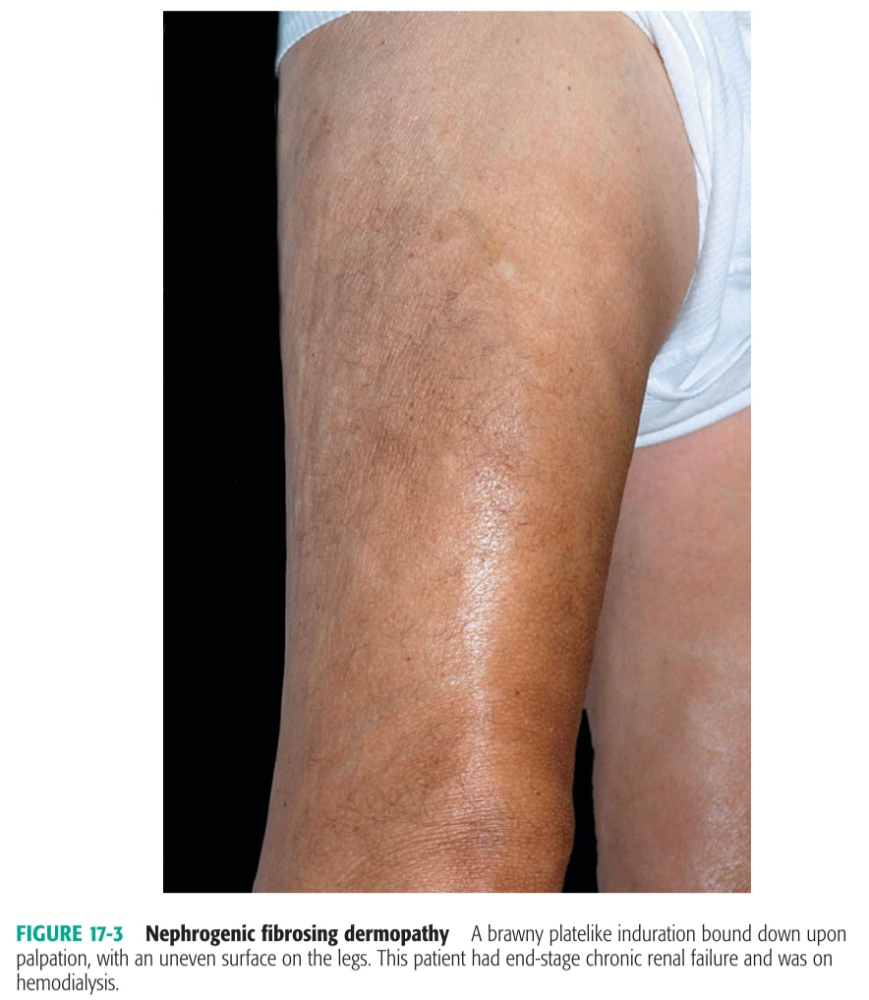 FIGURE 17-3 Nephrogenic fibrosing dermopathy A brawny platelike induration bound down upon
palpation, with an uneven surface on the legs. This patient had end-stage chronic renal failure and was on
hemodialysis.